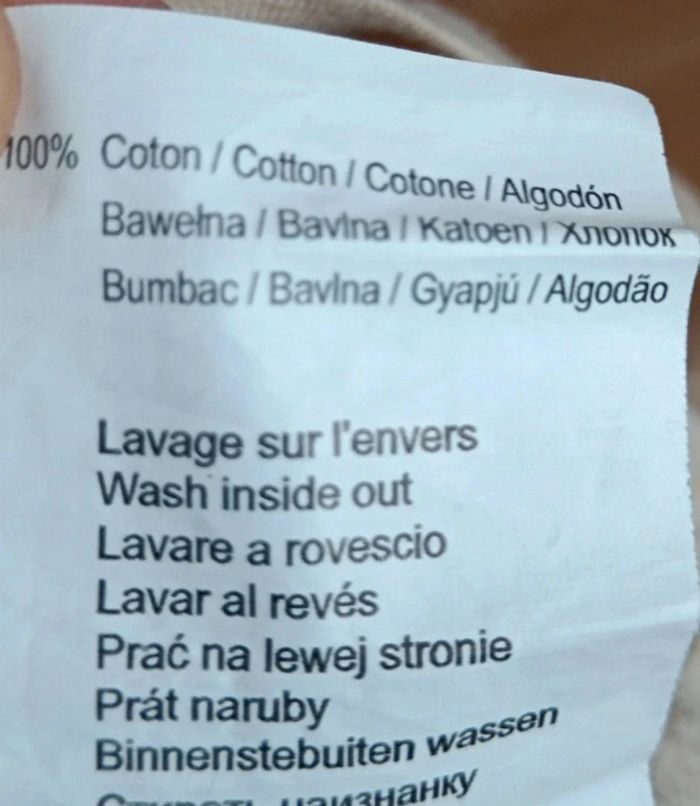 100% Coton / Cotton / Cotone / Algodón
Bawełna / Bavlna / Katoen / Хлопок
Bumbac / Bavlna / Gyapjú / Algodão
Lavage sur l'envers
Wash inside out
Lavare a rovescio
Lavar al revés
Prać na lewej stronie
Prát naruby
Binnenstebuiten wassen
наизнанку